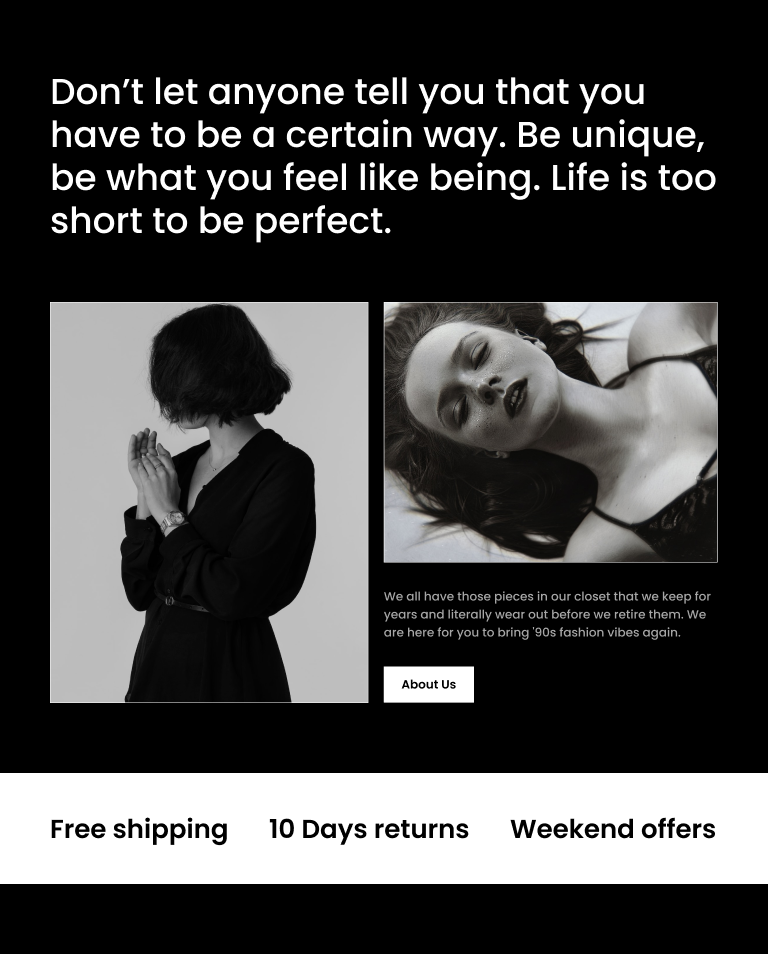 Don’t let anyone tell you that you
have to be a certain way. Be unique,
be what you feel like being. Life is too
short to be perfect.
We all have those pieces in our closet that we keep for
years and literally wear out before we retire them. We
are here for you to bring '90s fashion vibes again.
About Us
Free shipping
10 Days returns
Weekend offers